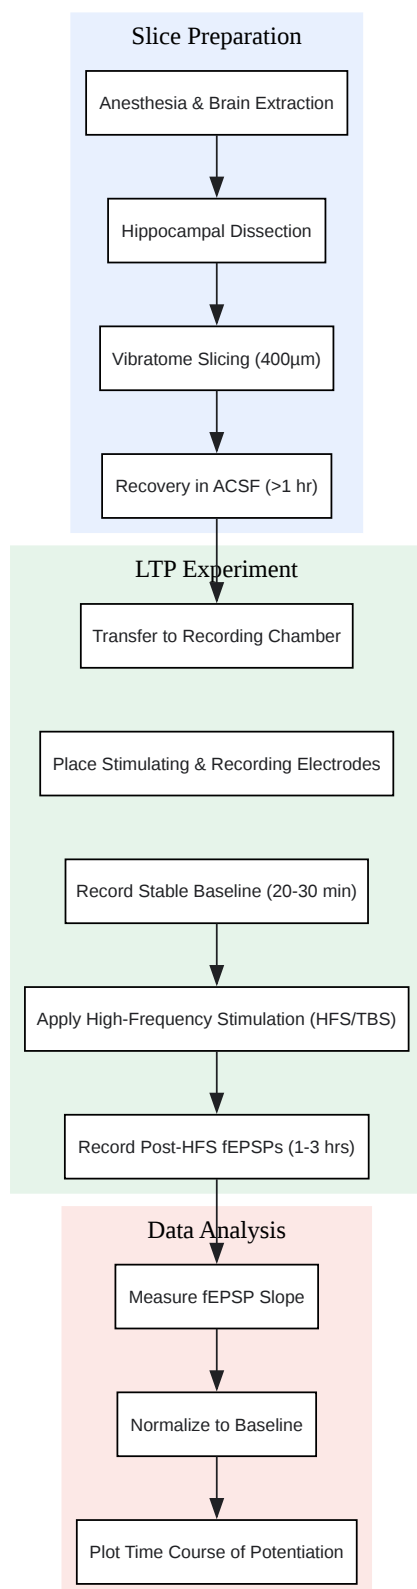 Slice Preparation
Anesthesia & Brain Extraction
Hippocampal Dissection
Vibratome Slicing (400µm)
Recovery in ACSF (>1 hr)
LTP Experiment
Transfer to Recording Chamber
Place Stimulating & Recording Electrodes
Record Stable Baseline (20-30 min)
Apply High-Frequency Stimulation (HFS/TBS)
Record Post-HFS fEPSPs (1-3 hrs)
Data Analysis
Measure fEPSP Slope
Normalize to Baseline
Plot Time Course of Potentiation